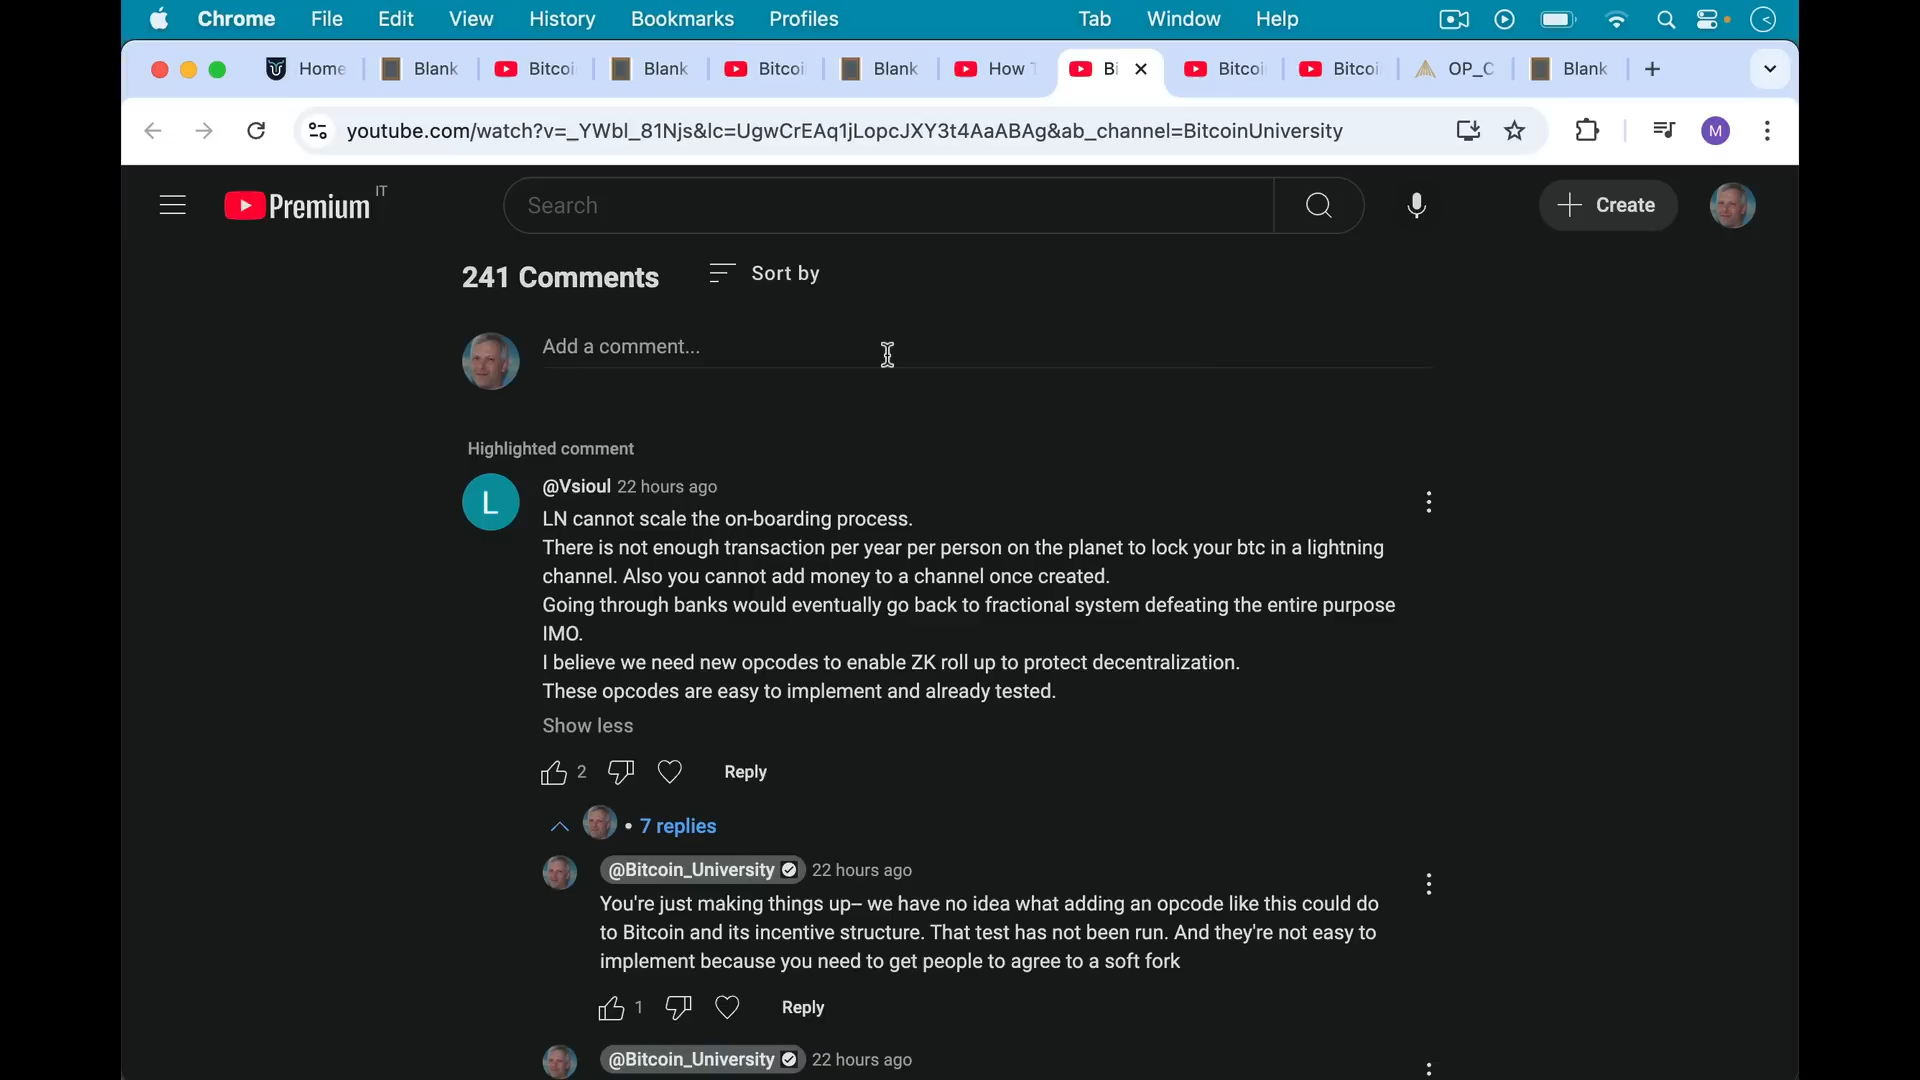 Chrome File Edit View History Bookmarks Profiles Tab Window Help
Home Blank Bitcoi Blank Bitcoi Blank How Bi Bitcoi Bitcoi OP_C Blank
youtube.com/watch?v=_YWbl_81Njs&lc=UgwCrEAq1jLopcJXY3t4AaABAg&ab_channel=BitcoinUniversity M
Premium IT
Search
Create
241 Comments Sort by
Add a comment...
Highlighted comment
L
@Vsioul 22 hours ago
LN cannot scale the on-boarding process.
There is not enough transaction per year per person on the planet to lock your btc in a lightning
channel. Also you cannot add money to a channel once created.
Going through banks would eventually go back to fractional system defeating the entire purpose
IMO.
I believe we need new opcodes to enable ZK roll up to protect decentralization.
These opcodes are easy to implement and already tested.
Show less
2 Reply
• 7 replies
@Bitcoin_University 22 hours ago
You're just making things up– we have no idea what adding an opcode like this could do
to Bitcoin and its incentive structure. That test has not been run. And they're not easy to
implement because you need to get people to agree to a soft fork
1 Reply
@Bitcoin_University 22 hours ago